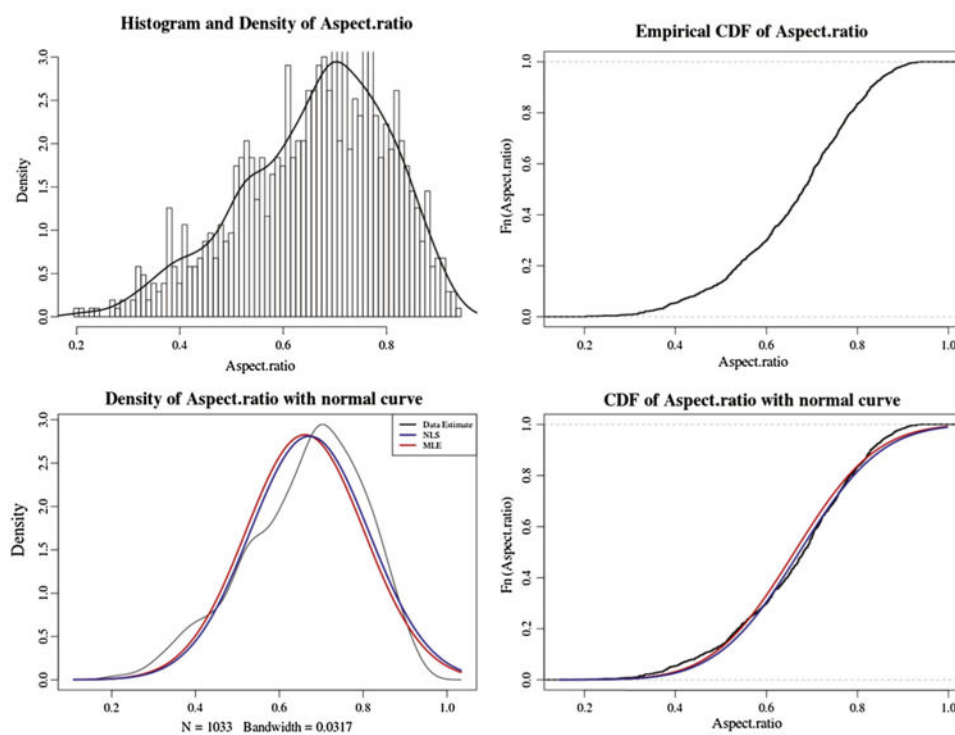 Histogram and Density of Aspect.ratio
Density
3.0
2.5
2.0
1.5
1.0
0.5
0.0
0.2 0.4 0.6 0.8
Aspect.ratio
Empirical CDF of Aspect.ratio
Fn(Aspect.ratio)
1.0
0.8
0.6
0.4
0.2
0.0
0.2 0.4 0.6 0.8 1.0
Aspect.ratio
Density of Aspect.ratio with normal curve
Density
3.0
2.5
2.0
1.5
1.0
0.5
0.0
Data Estimate
NLS
MLE
0.2 0.4 0.6 0.8 1.0
N = 1033 Bandwidth = 0.0317
CDF of Aspect.ratio with normal curve
Fn(Aspect.ratio)
1.0
0.8
0.6
0.4
0.2
0.0
0.2 0.4 0.6 0.8 1.0
Aspect.ratio